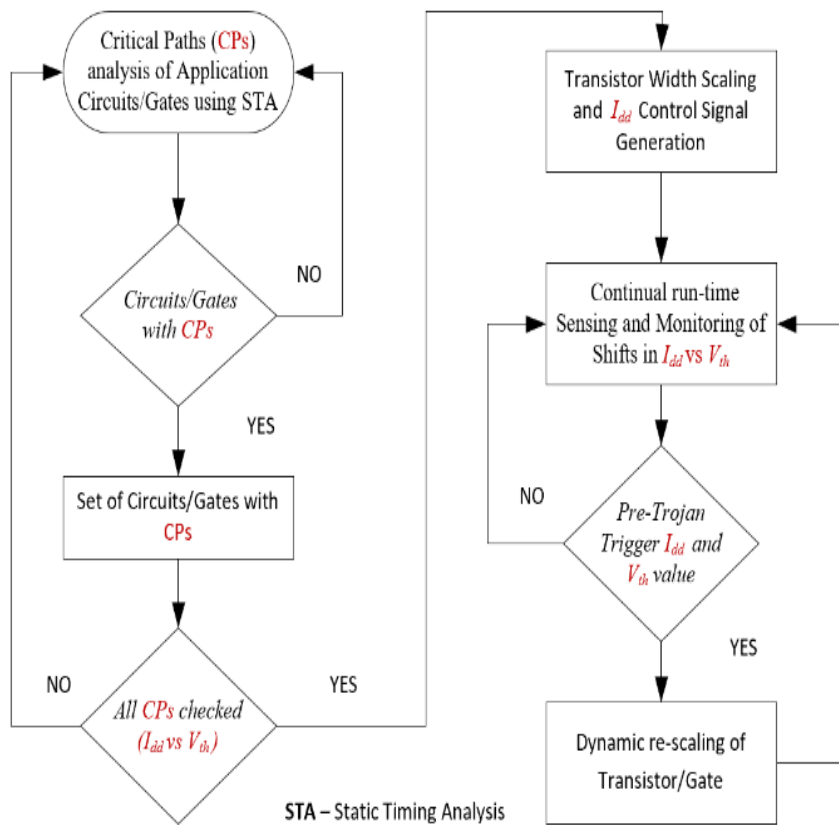 Critical Paths (CPs)
analysis of Application
Circuits/Gates using STA
NO
Circuits/Gates
with CPs
YES
Set of Circuits/Gates with
CPs
NO
YES
All CPs checked
(Idd vs Vth)
STA – Static Timing Analysis
Transistor Width Scaling
and Idd Control Signal
Generation
Continual run-time
Sensing and Monitoring of
Shifts in Idd vs Vth
NO
Pre-Trojan
Trigger Idd and
Vth value
YES
Dynamic re-scaling of
Transistor/Gate